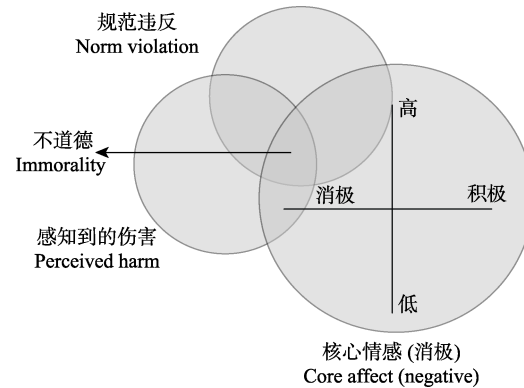 规范违反
Norm violation
高
不道德
Immorality
消极
积极
感知到的伤害
Perceived harm
低
核心情感 (消极)
Core affect (negative)